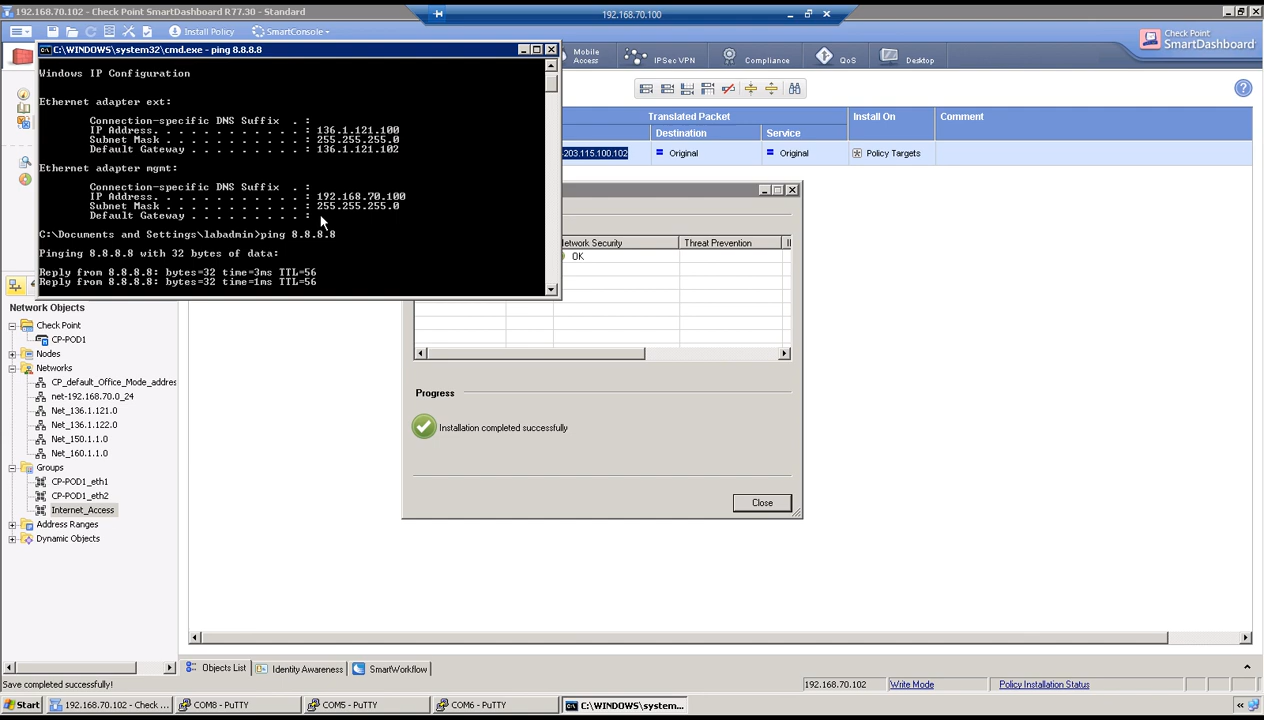 192.168.70.102 - Check Point SmartDashboard R77.30 - Standard
192.168.70.100
Install Policy
SmartConsole
Check Point
SmartDashboard
C:\WINDOWS\system32\cmd.exe - ping 8.8.8.8
Mobile
Access
IPSec VPN
Compliance
QoS
Desktop
Windows IP Configuration
Ethernet adapter ext:
Connection-specific DNS Suffix . :
IP Address. . . . . . . . . . . . : 136.1.121.100
Subnet Mask . . . . . . . . . . . : 255.255.255.0
Default Gateway . . . . . . . . . : 136.1.121.102
Ethernet adapter mgmt:
Connection-specific DNS Suffix . :
IP Address. . . . . . . . . . . . : 192.168.70.100
Subnet Mask . . . . . . . . . . . : 255.255.255.0
Default Gateway . . . . . . . . . :
C:\Documents and Settings\labadmin>ping 8.8.8.8
Pinging 8.8.8.8 with 32 bytes of data:
Reply from 8.8.8.8: bytes=32 time=3ms TTL=56
Reply from 8.8.8.8: bytes=32 time=1ms TTL=56
Translated Packet
Install On
Comment
Destination
Service
203.115.100.102
Original
Original
Policy Targets
Network Security
Threat Prevention
OK
Progress
Installation completed successfully
Close
Network Objects
Check Point
CP-POD1
Nodes
Networks
CP_default_Office_Mode_addres
net-192.168.70.0_24
Net_136.1.121.0
Net_136.1.122.0
Net_150.1.1.0
Net_160.1.1.0
Groups
CP-POD1_eth1
CP-POD1_eth2
Internet_Access
Address Ranges
Dynamic Objects
Objects List
Identity Awareness
SmartWorkflow
Save completed successfully!
192.168.70.102
Write Mode
Policy Installation Status
Start
192.168.70.102 - Check ...
COM8 - PuTTY
COM5 - PuTTY
COM6 - PuTTY
C:\WINDOWS\system...